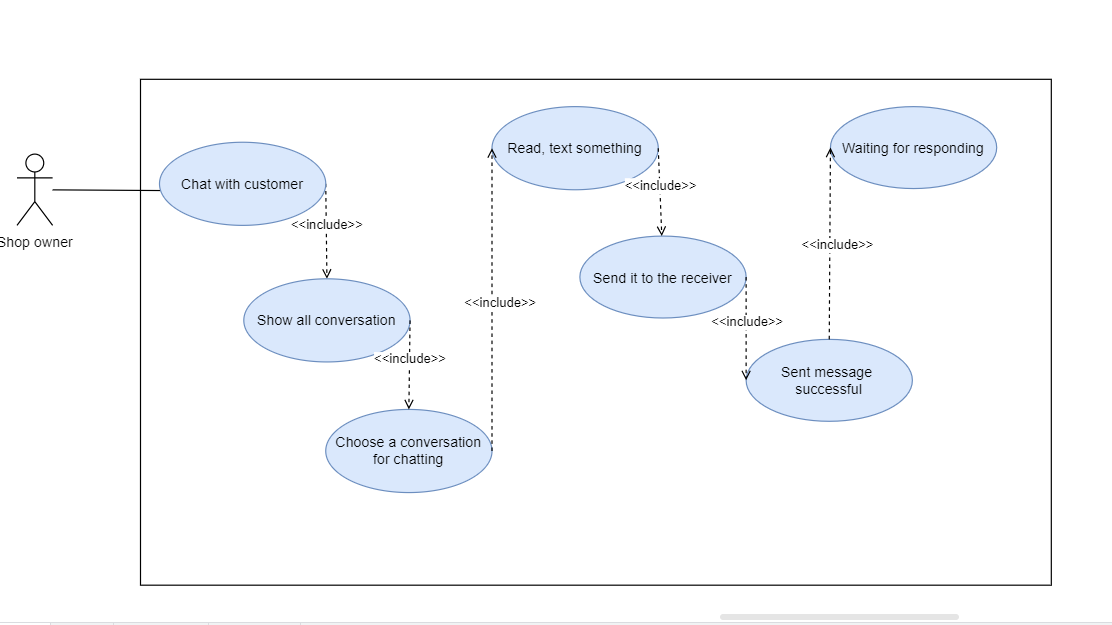 Read, text something
Waiting for responding
Chat with customer
<<include>>
<<include>>
Shop owner
<<include>>
Send it to the receiver
<<include>>
Show all conversation
<<include>>
<<include>>
Sent message
successful
Choose a conversation
for chatting